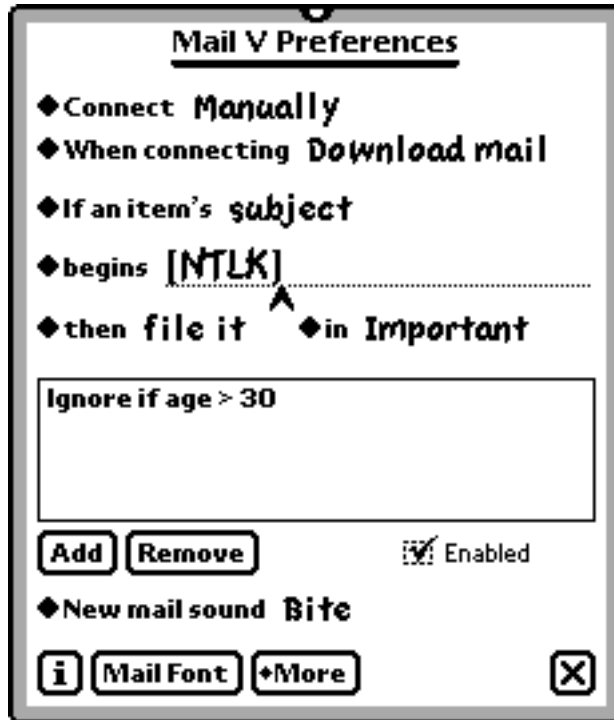 Mail V Preferences
◆Connect Manually
◆When connecting Download mail
◆If an item's subject
◆begins [NTLK]
◆then file it ◆in Important
Ignore if age > 30
Add Remove Enabled
◆New mail sound Bite
i Mail Font ◆More